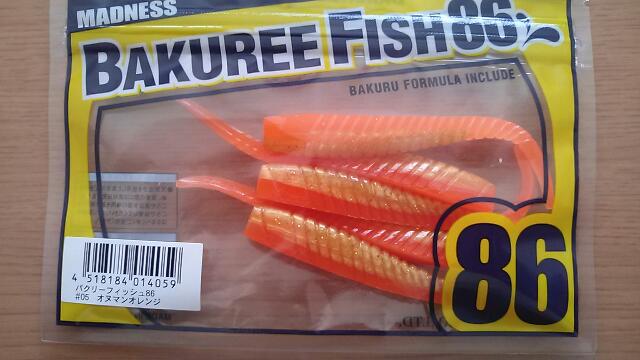 MADNESS
BAKUREE FISH 86
BAKURU FORMULA INCLUDE
86
4 518184 014059
バクリーフィッシュ86
#05 オヌマンオレンジ